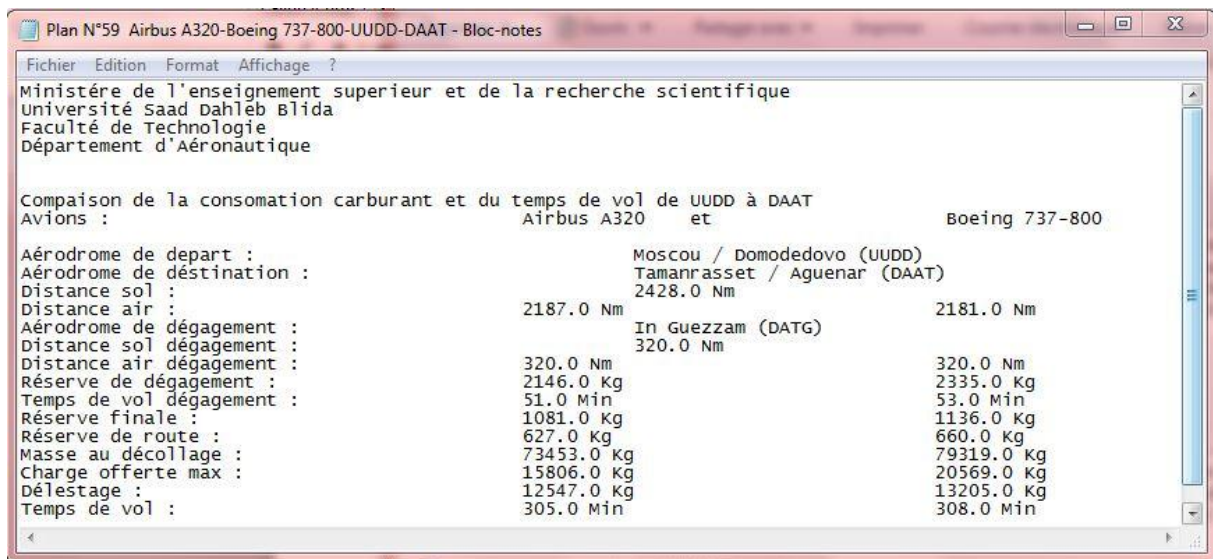 Plan N°59 Airbus A320-Boeing 737-800-UUDD-DAAT - Bloc-notes
Fichier Edition Format Affichage ?
Ministére de l'enseignement superieur et de la recherche scientifique
Université Saad Dahleb Blida
Faculté de Technologie
Département d'Aéronautique
Compaison de la consomation carburant et du temps de vol de UUDD à DAAT
Avions : Airbus A320 et Boeing 737-800
Aérodrome de depart : Moscou / Domodedovo (UUDD)
Aérodrome de déstination : Tamanrasset / Aguenar (DAAT)
Distance sol : 2428.0 Nm
Distance air : 2187.0 Nm 2181.0 Nm
Aérodrome de dégagement : In Guezzam (DATG)
Distance sol dégagement : 320.0 Nm
Distance air dégagement : 320.0 Nm 320.0 Nm
Réserve de dégagement : 2146.0 Kg 2335.0 Kg
Temps de vol dégagement : 51.0 Min 53.0 Min
Réserve finale : 1081.0 Kg 1136.0 Kg
Réserve de route : 627.0 Kg 660.0 Kg
Masse au décollage : 73453.0 Kg 79319.0 Kg
Charge offerte max : 15806.0 Kg 20569.0 Kg
Délestage : 12547.0 Kg 13205.0 Kg
Temps de vol : 305.0 Min 308.0 Min